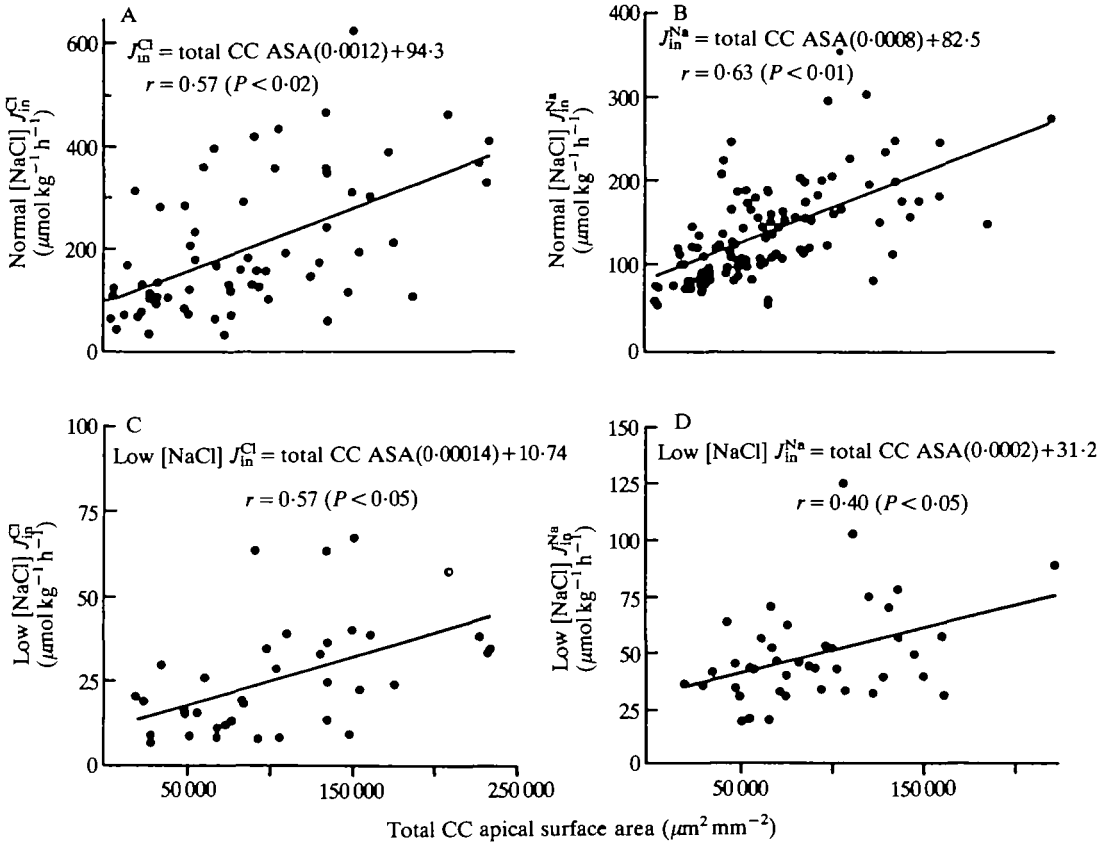 A
J_in^Cl = total CC ASA(0·0012)+94·3
r = 0·57 (P < 0·02)
Normal [NaCl] J_in^Cl
(μmol kg⁻¹ h⁻¹)
600
400
200
0
B
J_in^Na = total CC ASA(0·0008)+82·5
r = 0·63 (P < 0·01)
Normal [NaCl] J_in^Na
(μmol kg⁻¹ h⁻¹)
400
300
200
100
0
C
Low [NaCl] J_in^Cl = total CC ASA(0·00014)+10·74
r = 0·57 (P < 0·05)
Low [NaCl] J_in^Cl
(μmol kg⁻¹ h⁻¹)
100
75
50
25
0
50 000
150 000
250 000
D
Low [NaCl] J_in^Na = total CC ASA(0·0002)+31·2
r = 0·40 (P < 0·05)
Low [NaCl] J_in^Na
(μmol kg⁻¹ h⁻¹)
150
125
100
75
50
25
0
50 000
150 000
Total CC apical surface area (μm² mm⁻²)